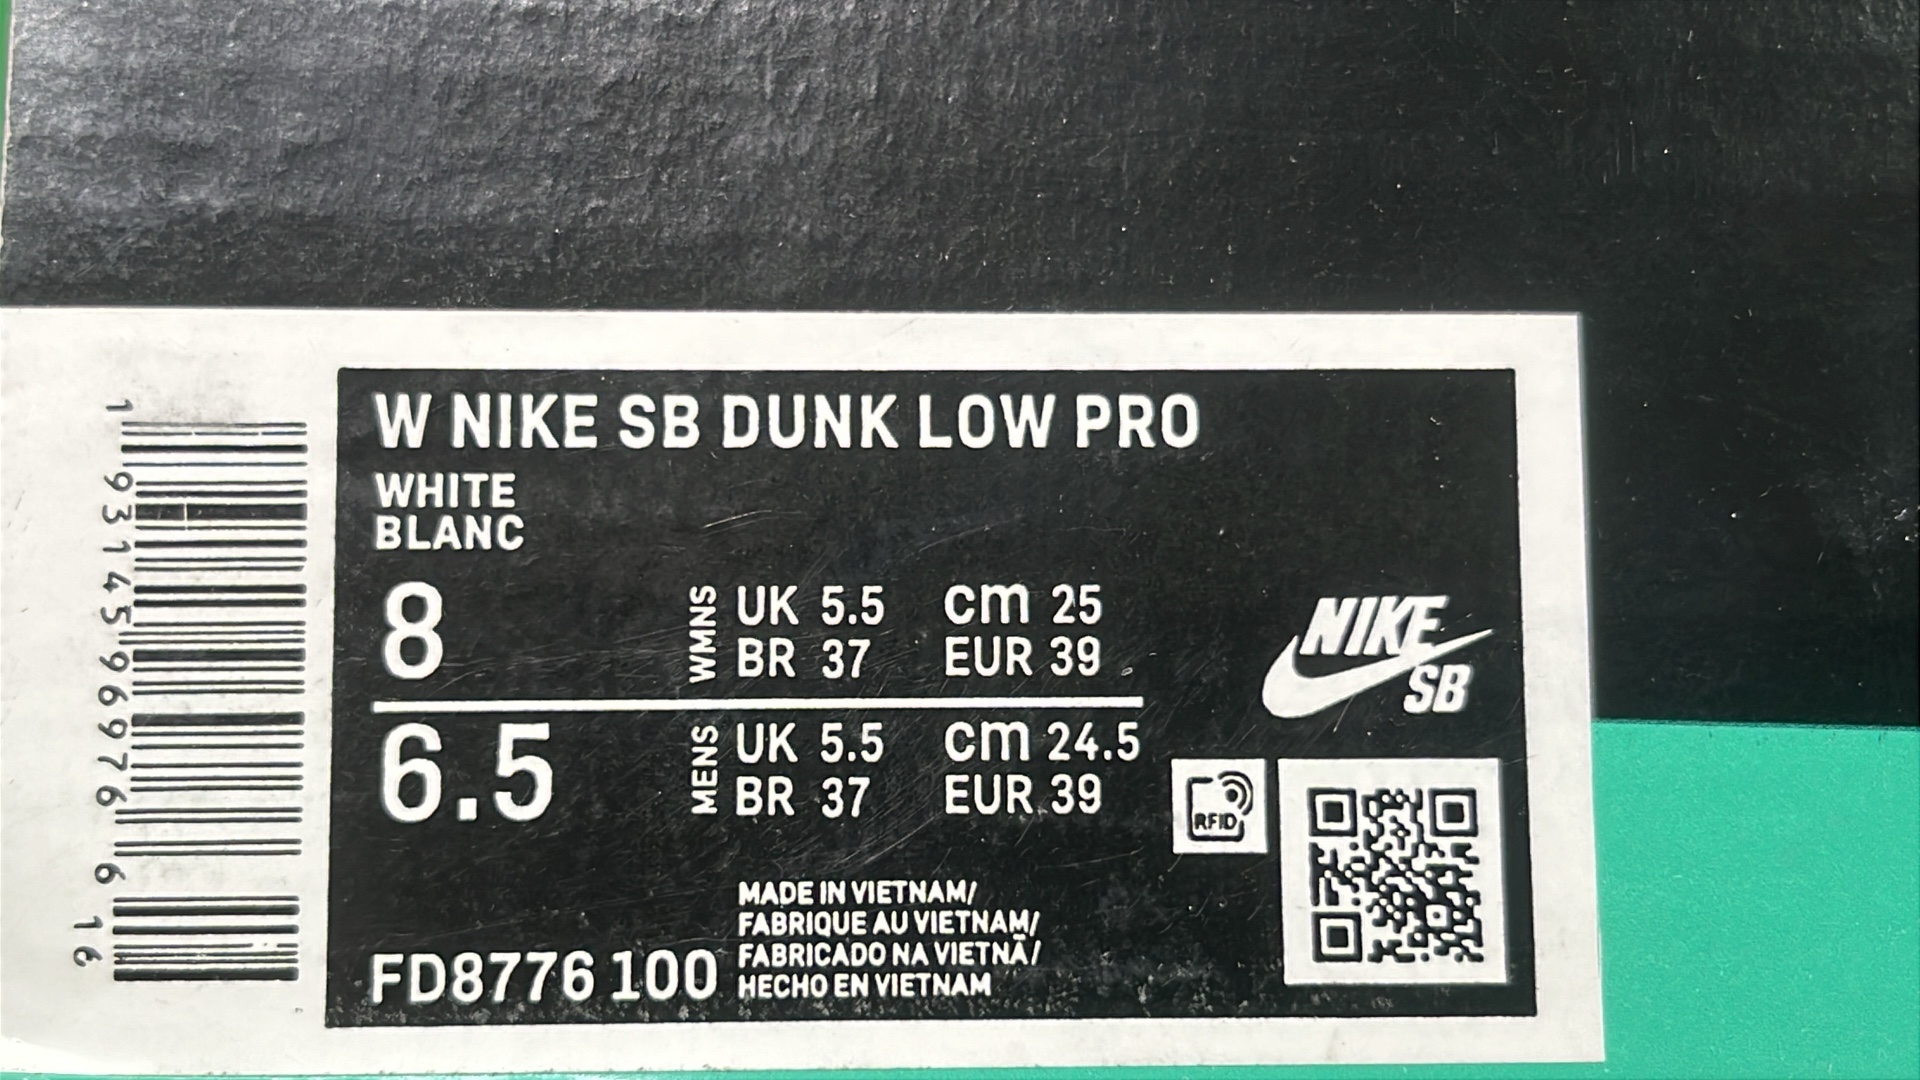 W NIKE SB DUNK LOW PRO
WHITE
BLANC
8
WMNS
UK 5.5 cm 25
BR 37 EUR 39
6.5
MENS
UK 5.5 cm 24.5
BR 37 EUR 39
NIKE
SB
RFID
MADE IN VIETNAM/
FABRIQUE AU VIETNAM/
FABRICADO NA VIETNÃ/
HECHO EN VIETNAM
FD8776 100
1 93145 96976 6 16